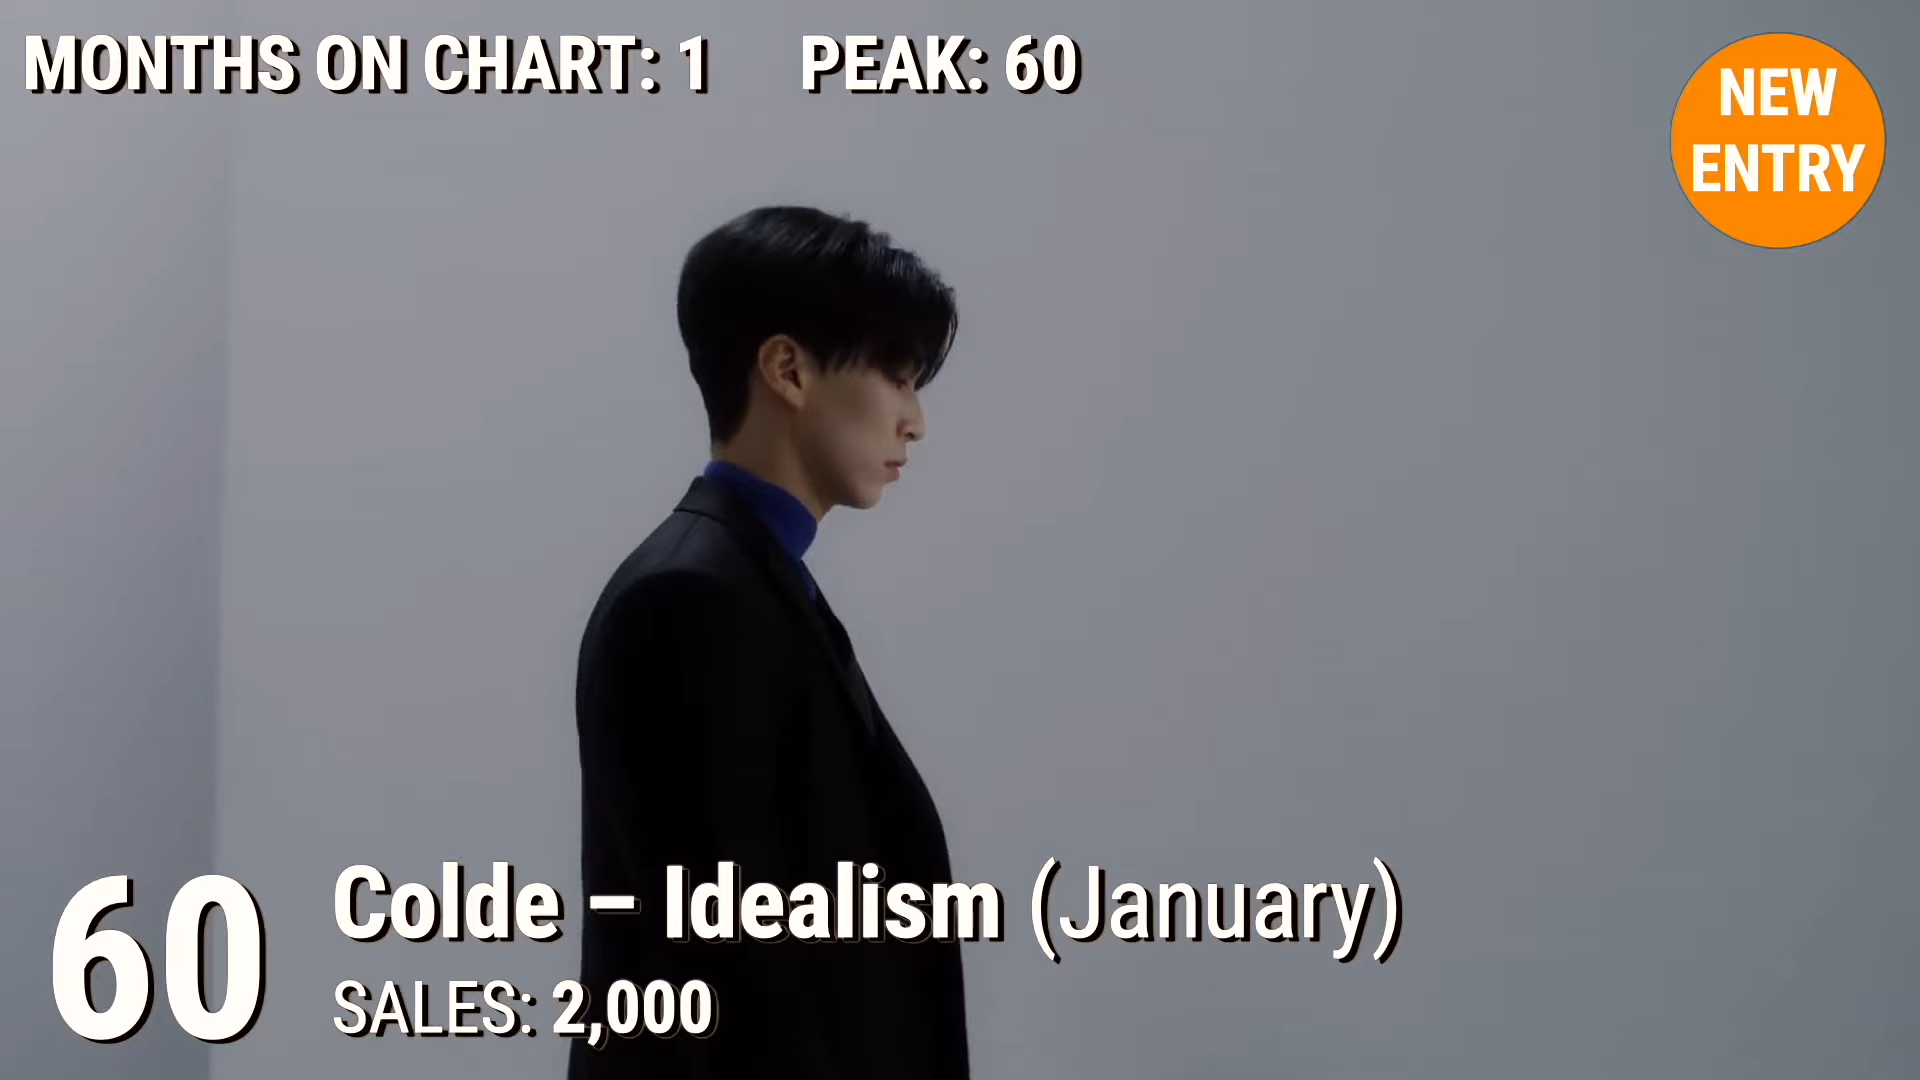 MONTHS ON CHART: 1 PEAK: 60
NEW
ENTRY
60
Colde – Idealism (January)
SALES: 2,000